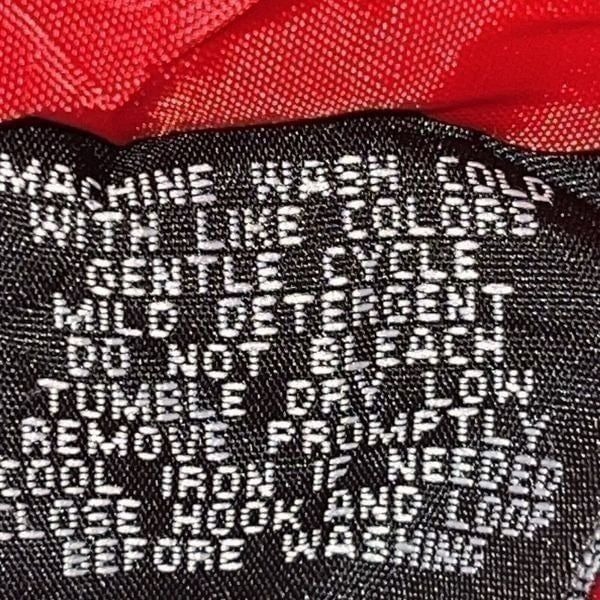 MACHINE WASH COLD
WITH LIKE COLORS
GENTLE CYCLE
MILD DETERGENT
DO NOT BLEACH
TUMBLE DRY LOW
REMOVE PROMPTLY
COOL IRON IF NEEDED
CLOSE HOOK AND LOOP
BEFORE WASHING